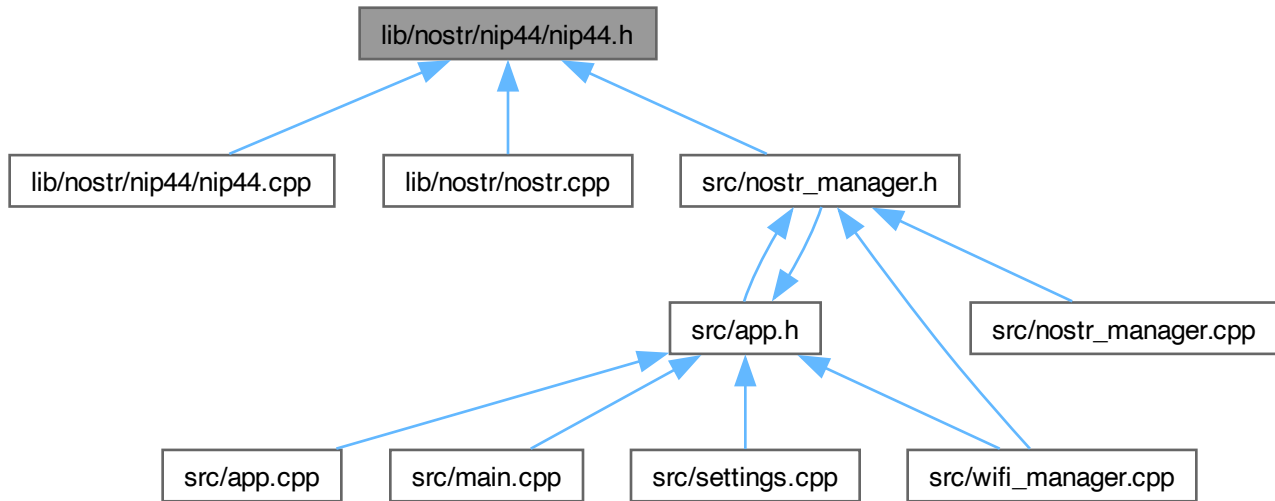 lib/nostr/nip44/nip44.h
lib/nostr/nip44/nip44.cpp
lib/nostr/nostr.cpp
src/nostr_manager.h
src/app.h
src/nostr_manager.cpp
src/app.cpp
src/main.cpp
src/settings.cpp
src/wifi_manager.cpp